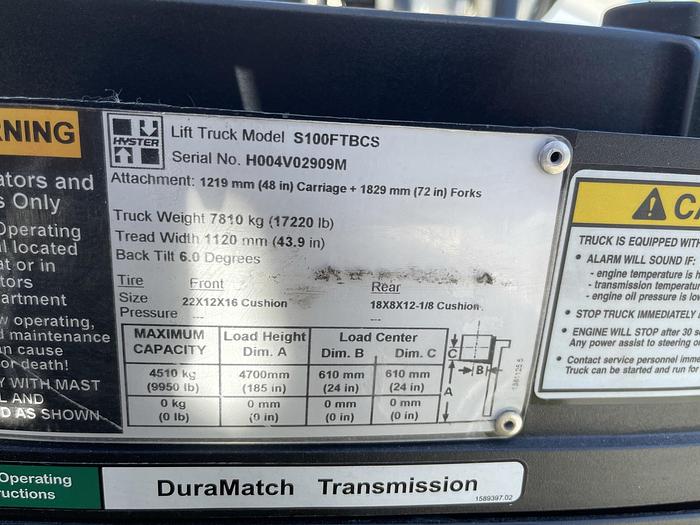 RNING
ators and
s Only
Operating
al located
at or in
tors
artment
w operating,
d maintenance
n cause
or death!
Y WITH MAST
L AND
D AS SHOWN
Operating
ructions
HYSTER
Lift Truck Model S100FTBCS
Serial No. H004V02909M
Attachment: 1219 mm (48 in) Carriage + 1829 mm (72 in) Forks
Truck Weight 7810 kg (17220 lb)
Tread Width 1120 mm (43.9 in)
Back Tilt 6.0 Degrees
Tire Front Rear
Size 22X12X16 Cushion 18X8X12-1/8 Cushion
Pressure --- ---
MAXIMUM CAPACITY Load Height Dim. A Load Center Dim. B Dim. C
4510 kg 4700mm 610 mm 610 mm
(9950 lb) (185 in) (24 in) (24 in)
0 kg 0 mm 0 mm 0 mm
(0 lb) (0 in) (0 in) (0 in)
C
B
A
DuraMatch Transmission
1589397.02
CA
TRUCK IS EQUIPPED WITH
• ALARM WILL SOUND IF:
- engine temperature is h
- transmission temperatur
- engine oil pressure is lo
• STOP TRUCK IMMEDIATELY
• ENGINE WILL STOP after 30 s
Any power assist to steering o
• Contact service personnel imme
Truck can be started and run for